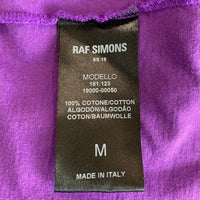 RAF SIMONS
SS 18
MODELLO
181.123
19000-00050
100% COTONE/COTTON
ALGODÓN/ALGODÃO
COTON/BAUMWOLLE
M
MADE IN ITALY